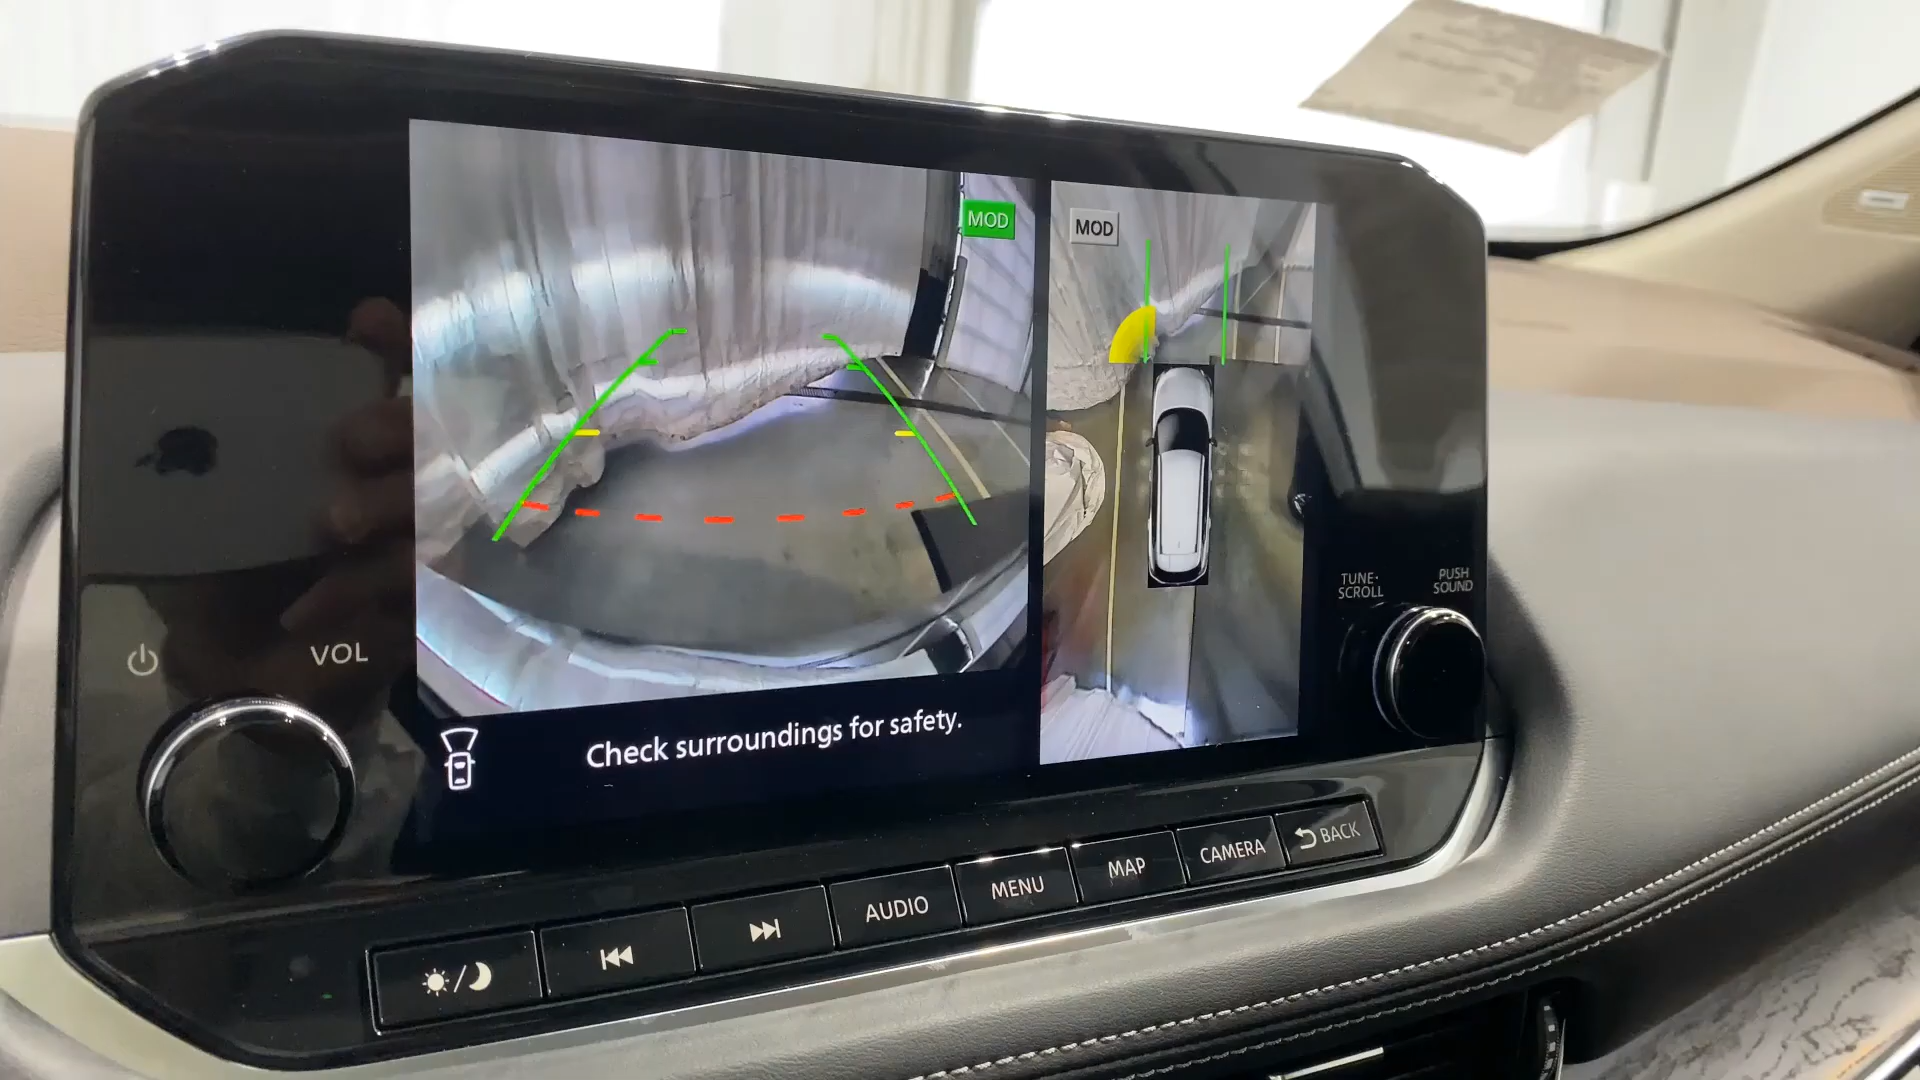 MOD
MOD
Check surroundings for safety.
VOL
TUNE·
SCROLL
PUSH
SOUND
AUDIO
MENU
MAP
CAMERA
BACK